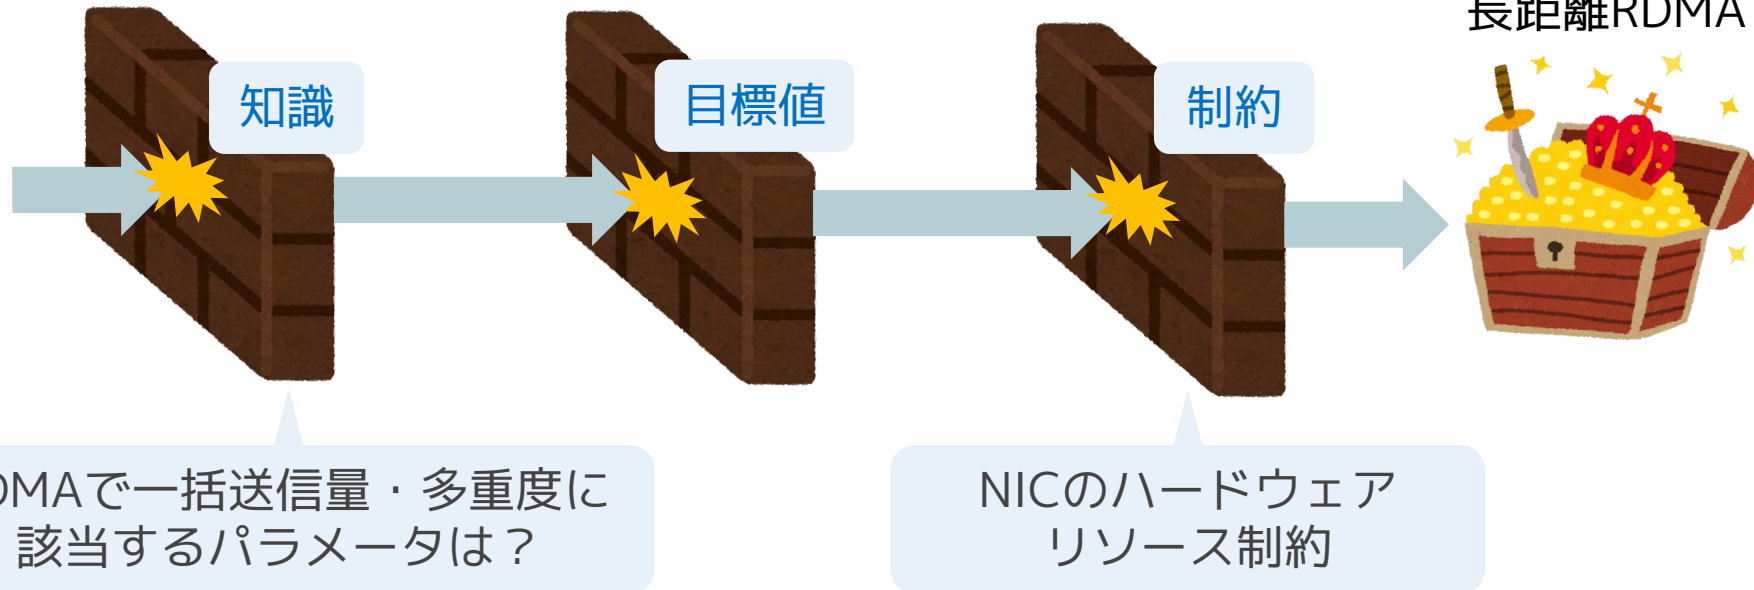 長距離RDMA
知識
目標値
制約
DMAで一括送信量・多重度に
該当するパラメータは？
NICのハードウェア
リソース制約